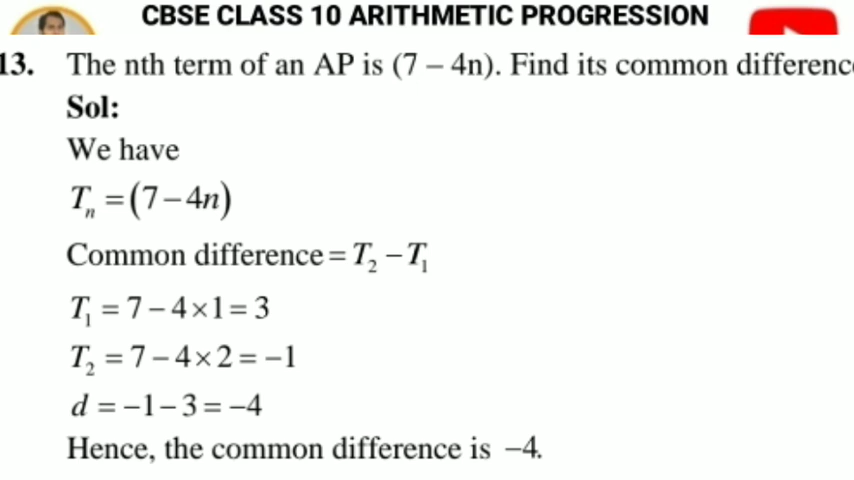 CBSE CLASS 10 ARITHMETIC PROGRESSION
13. The nth term of an AP is (7 – 4n). Find its common differenc
Sol:
We have
Tₙ = (7 – 4n)
Common difference = T₂ – T₁
T₁ = 7 – 4 × 1 = 3
T₂ = 7 – 4 × 2 = –1
d = –1 – 3 = –4
Hence, the common difference is –4.